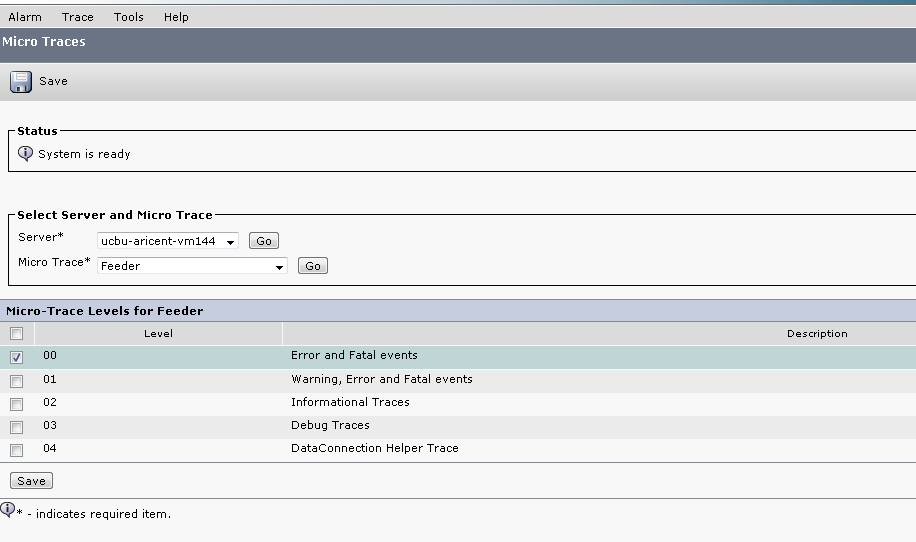 Alarm Trace Tools Help
Micro Traces
Save
Status
System is ready
Select Server and Micro Trace
Server* ucbu-aricent-vm144 Go
Micro Trace* Feeder Go
Micro-Trace Levels for Feeder
Level Description
00 Error and Fatal events
01 Warning, Error and Fatal events
02 Informational Traces
03 Debug Traces
04 DataConnection Helper Trace
Save
* - indicates required item.